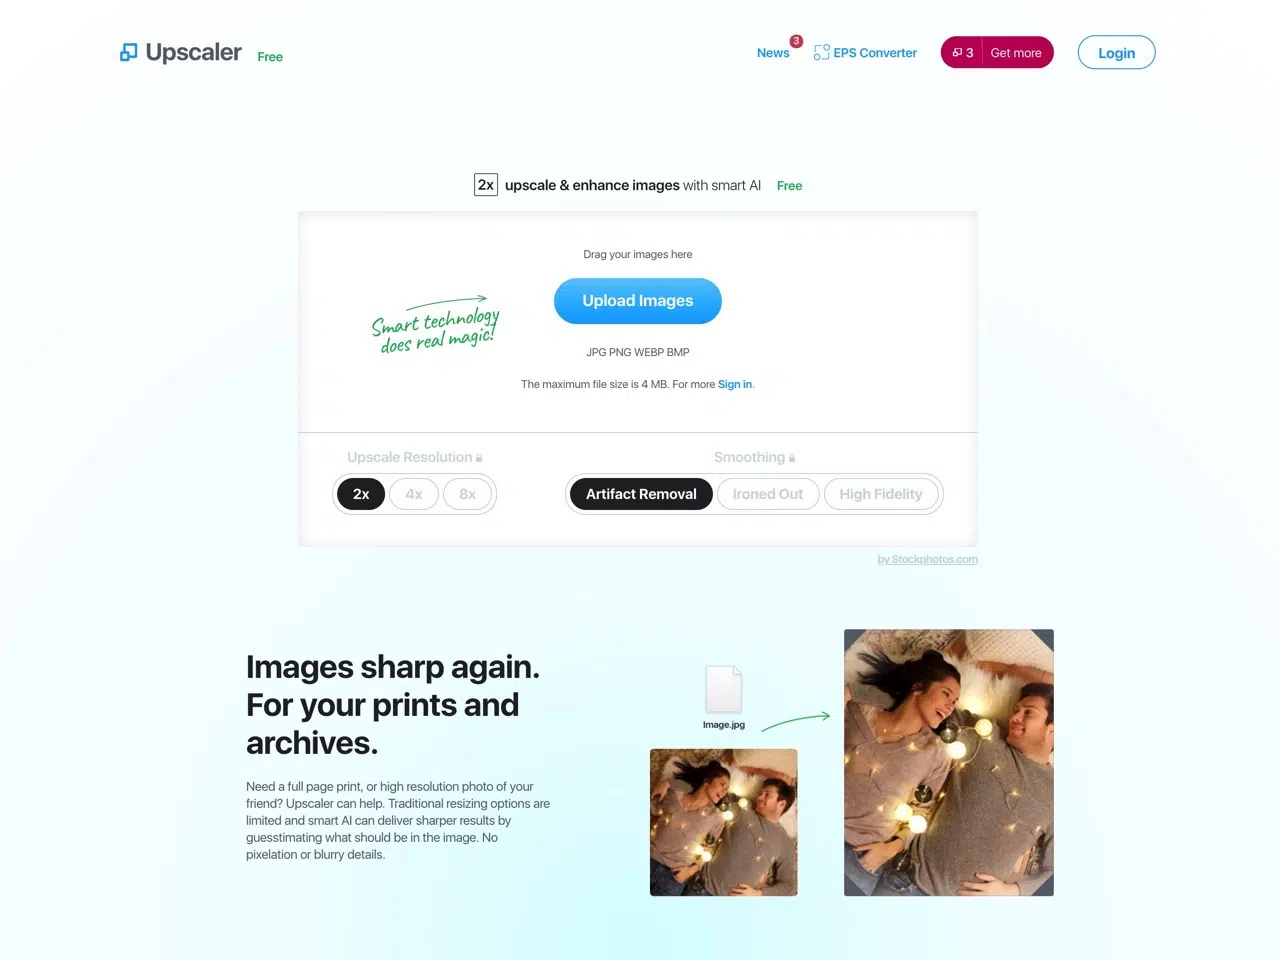 Upscaler Free
News 3 EPS Converter 3 Get more Login
2x upscale & enhance images with smart AI Free
Drag your images here
Upload Images
Smart technology
does real magic!
JPG PNG WEBP BMP
The maximum file size is 4 MB. For more Sign in.
Upscale Resolution
2x 4x 8x
Smoothing
Artifact Removal Ironed Out High Fidelity
by Stockphotos.com
Images sharp again.
For your prints and
archives.
Need a full page print, or high resolution photo of your
friend? Upscaler can help. Traditional resizing options are
limited and smart AI can deliver sharper results by
guesstimating what should be in the image. No
pixelation or blurry details.
Image.jpg